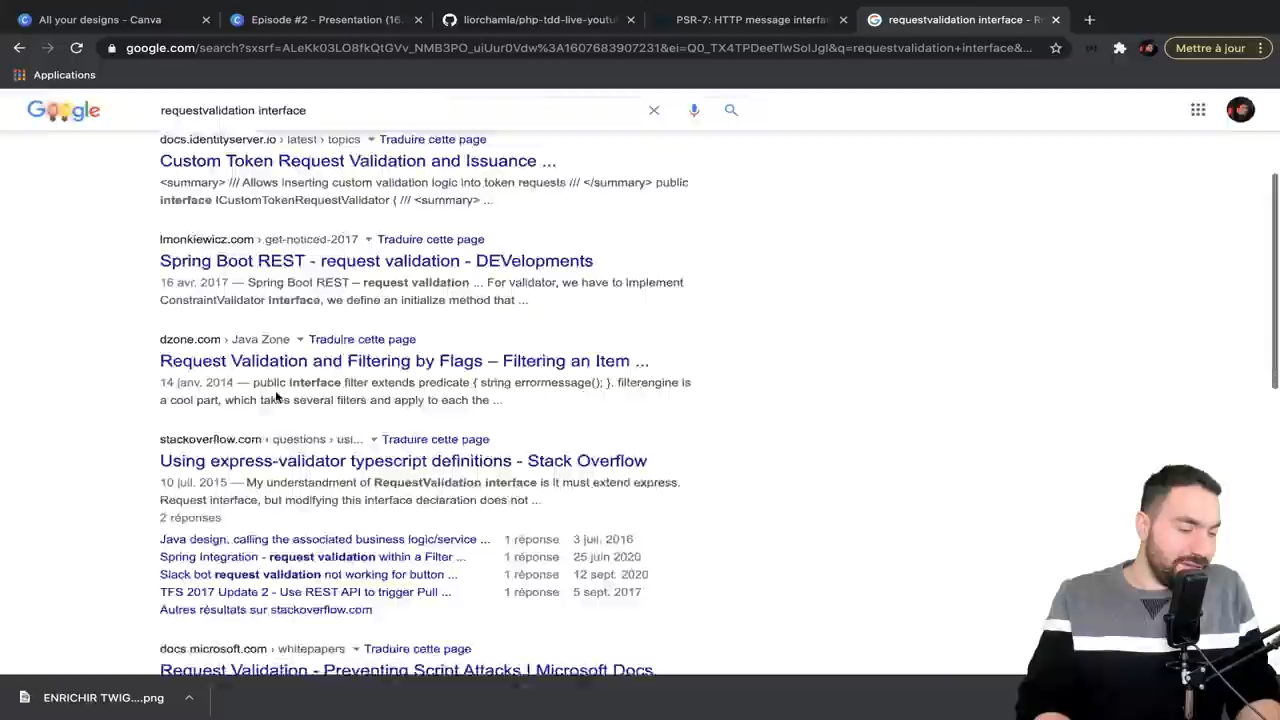 All your designs - Canva
Episode #2 - Presentation (16:
liorchamla/php-tdd-live-youtu
PSR-7: HTTP message interfa
requestvalidation interface - R
google.com/search?sxsrf=ALeKk03LO8fkQtGVv_NMB3PO_uiUur0Vdw%3A1607683907231&ei=Q0_TX4TPDeeTlwSolJgI&q=requestvalidation+interface&...
Mettre à jour
Applications
Google
requestvalidation interface
docs.identityserver.io › latest › topics Traduire cette page
Custom Token Request Validation and Issuance ...
<summary> /// Allows inserting custom validation logic into token requests /// </summary> public
interface ICustomTokenRequestValidator { /// <summary> ...
lmonkiewicz.com › get-noticed-2017 Traduire cette page
Spring Boot REST - request validation - DEVelopments
16 avr. 2017 — Spring Boot REST – request validation ... For validator, we have to implement
ConstraintValidator interface, we define an initialize method that ...
dzone.com › Java Zone Traduire cette page
Request Validation and Filtering by Flags – Filtering an Item ...
14 janv. 2014 — public interface filter extends predicate { string errormessage(); }. filterengine is
a cool part, which takes several filters and apply to each the ...
stackoverflow.com › questions › usi... Traduire cette page
Using express-validator typescript definitions - Stack Overflow
10 juil. 2015 — My understandment of RequestValidation interface is it must extend express.
Request interface, but modifying this interface declaration does not ...
2 réponses
Java design, calling the associated business logic/service ... 1 réponse 3 juil. 2016
Spring Integration - request validation within a Filter ... 1 réponse 25 juin 2020
Slack bot request validation not working for button ... 1 réponse 12 sept. 2020
TFS 2017 Update 2 - Use REST API to trigger Pull ... 1 réponse 5 sept. 2017
Autres résultats sur stackoverflow.com
docs.microsoft.com › whitepapers Traduire cette page
Request Validation - Preventing Script Attacks | Microsoft Docs
ENRICHIR TWIG....png